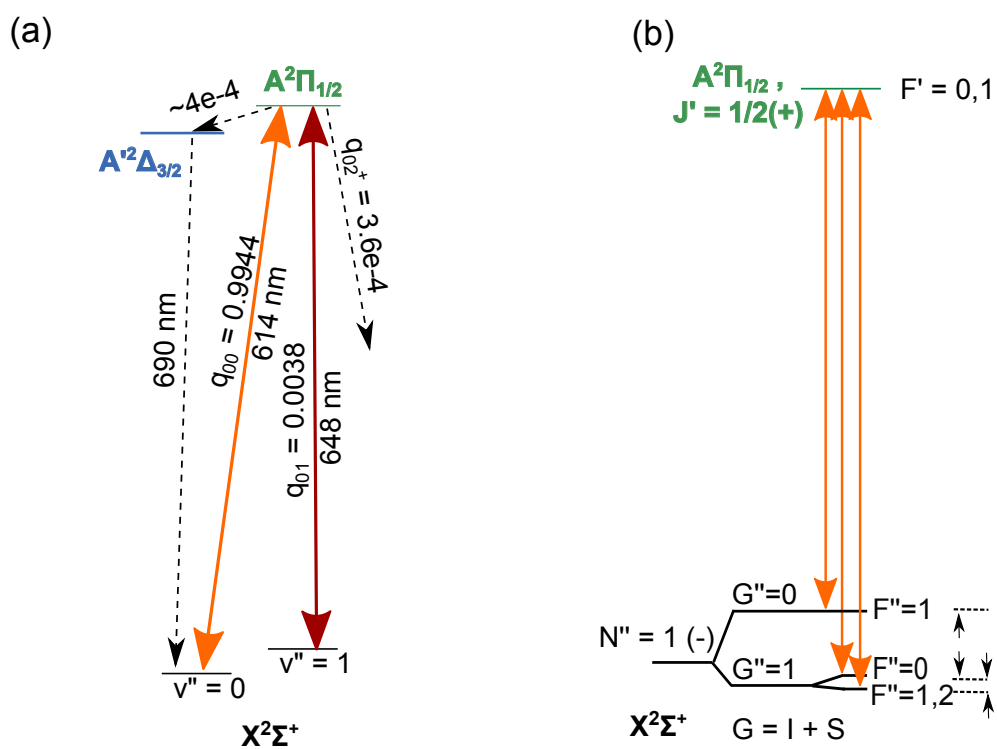 (a)
A²Π₁/₂
~4e-4
A'²Δ₃/₂
690 nm
q₀₀ = 0.9944
614 nm
q₀₁ = 0.0038
648 nm
q₀₂⁺ = 3.6e-4
v" = 0
v" = 1
X²Σ⁺
(b)
A²Π₁/₂ ,
J' = 1/2(+)
F' = 0,1
N" = 1 (-)
G"=0
F"=1
G"=1
F"=0
F"=1,2
X²Σ⁺
G = I + S